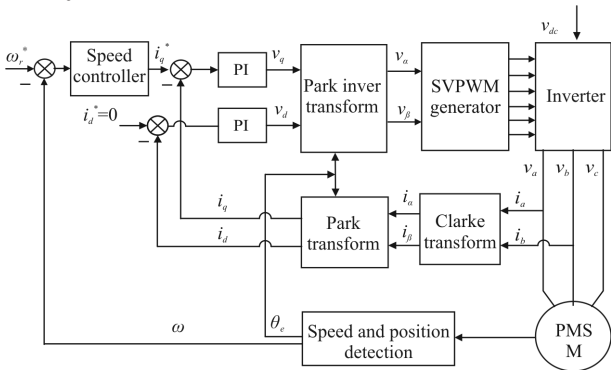 v_dc
ω_r^*
Speed controller
i_q^*
PI
v_q
Park inver transform
v_α
SVPWM generator
Inverter
i_d^*=0
PI
v_d
v_β
v_a
v_b
v_c
i_q
i_d
Park transform
i_α
i_β
Clarke transform
i_a
i_b
ω
θ_e
Speed and position detection
PMS
M